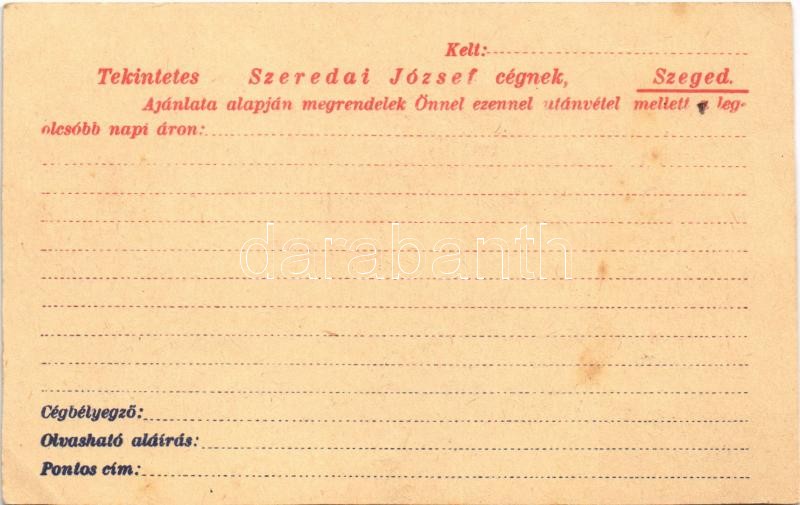 Kelt:
Tekintetes Szeredai József cégnek, Szeged.
Ajánlata alapján megrendelek Önnel ezennel utánvétel mellett a leg-
olcsóbb napi áron:
darabanth
Cégbélyegző:
Olvasható aláírás:
Pontos cím: